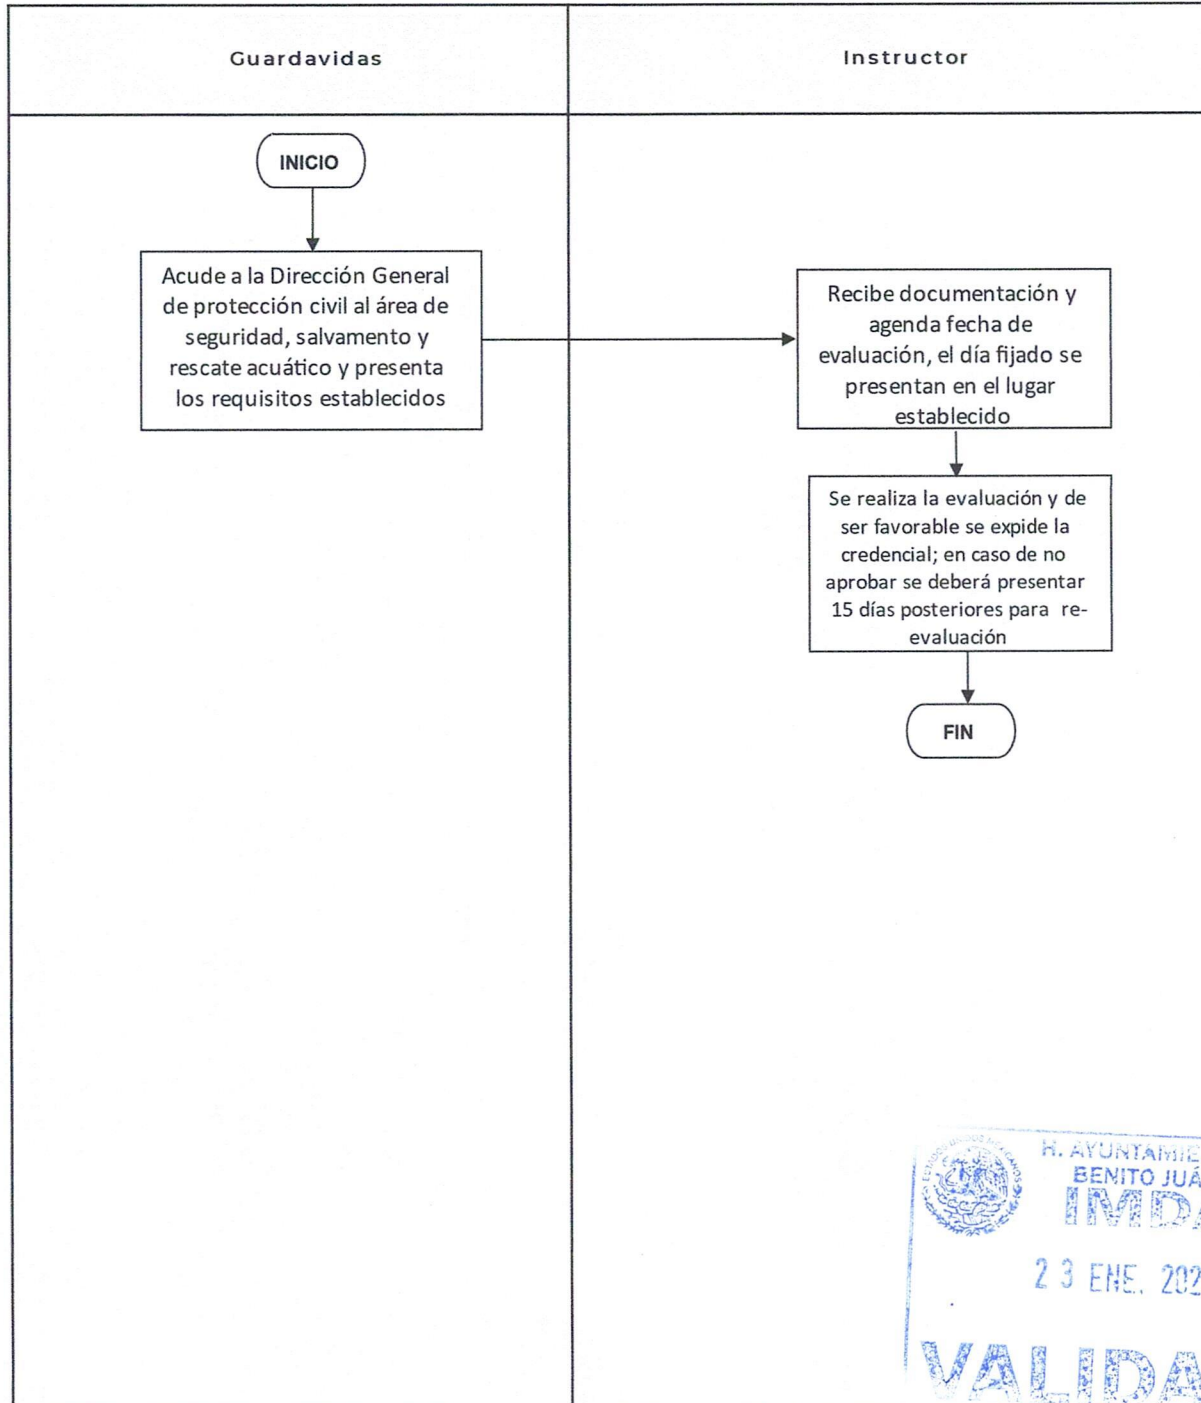 Guardavidas
Instructor
INICIO
Acude a la Dirección General
de protección civil al área de
seguridad, salvamento y
rescate acuático y presenta
los requisitos establecidos
Recibe documentación y
agenda fecha de
evaluación, el día fijado se
presentan en el lugar
establecido
Se realiza la evaluación y de
ser favorable se expide la
credencial; en caso de no
aprobar se deberá presentar
15 días posteriores para re-
evaluación
FIN
H. AYUNTAMIE
BENITO JUÁ
IMDA
23 ENE. 202
VALIDA